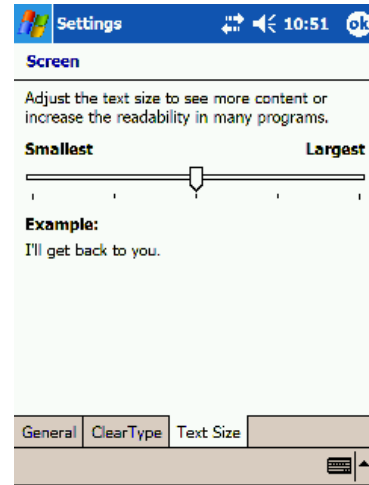 Settings 10:51 ok
Screen
Adjust the text size to see more content or
increase the readability in many programs.
Smallest Largest
Example:
I'll get back to you.
General ClearType Text Size